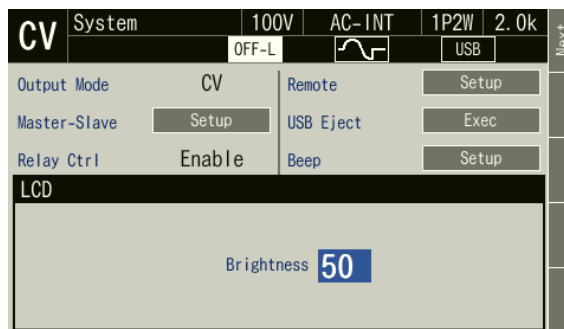 CV System 100V AC-INT 1P2W 2.0k Next
OFF-L USB
Output Mode CV Remote Setup
Master-Slave Setup USB Eject Exec
Relay Ctrl Enable Beep Setup
LCD
Brightness 50